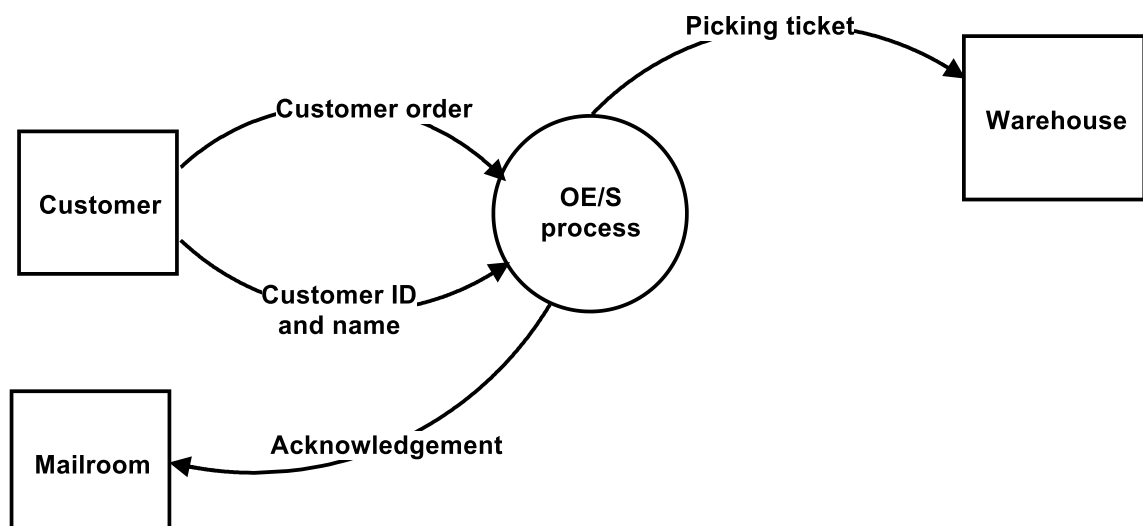 Picking ticket
Customer order
Warehouse
Customer
OE/S
process
Customer ID
and name
Acknowledgement
Mailroom